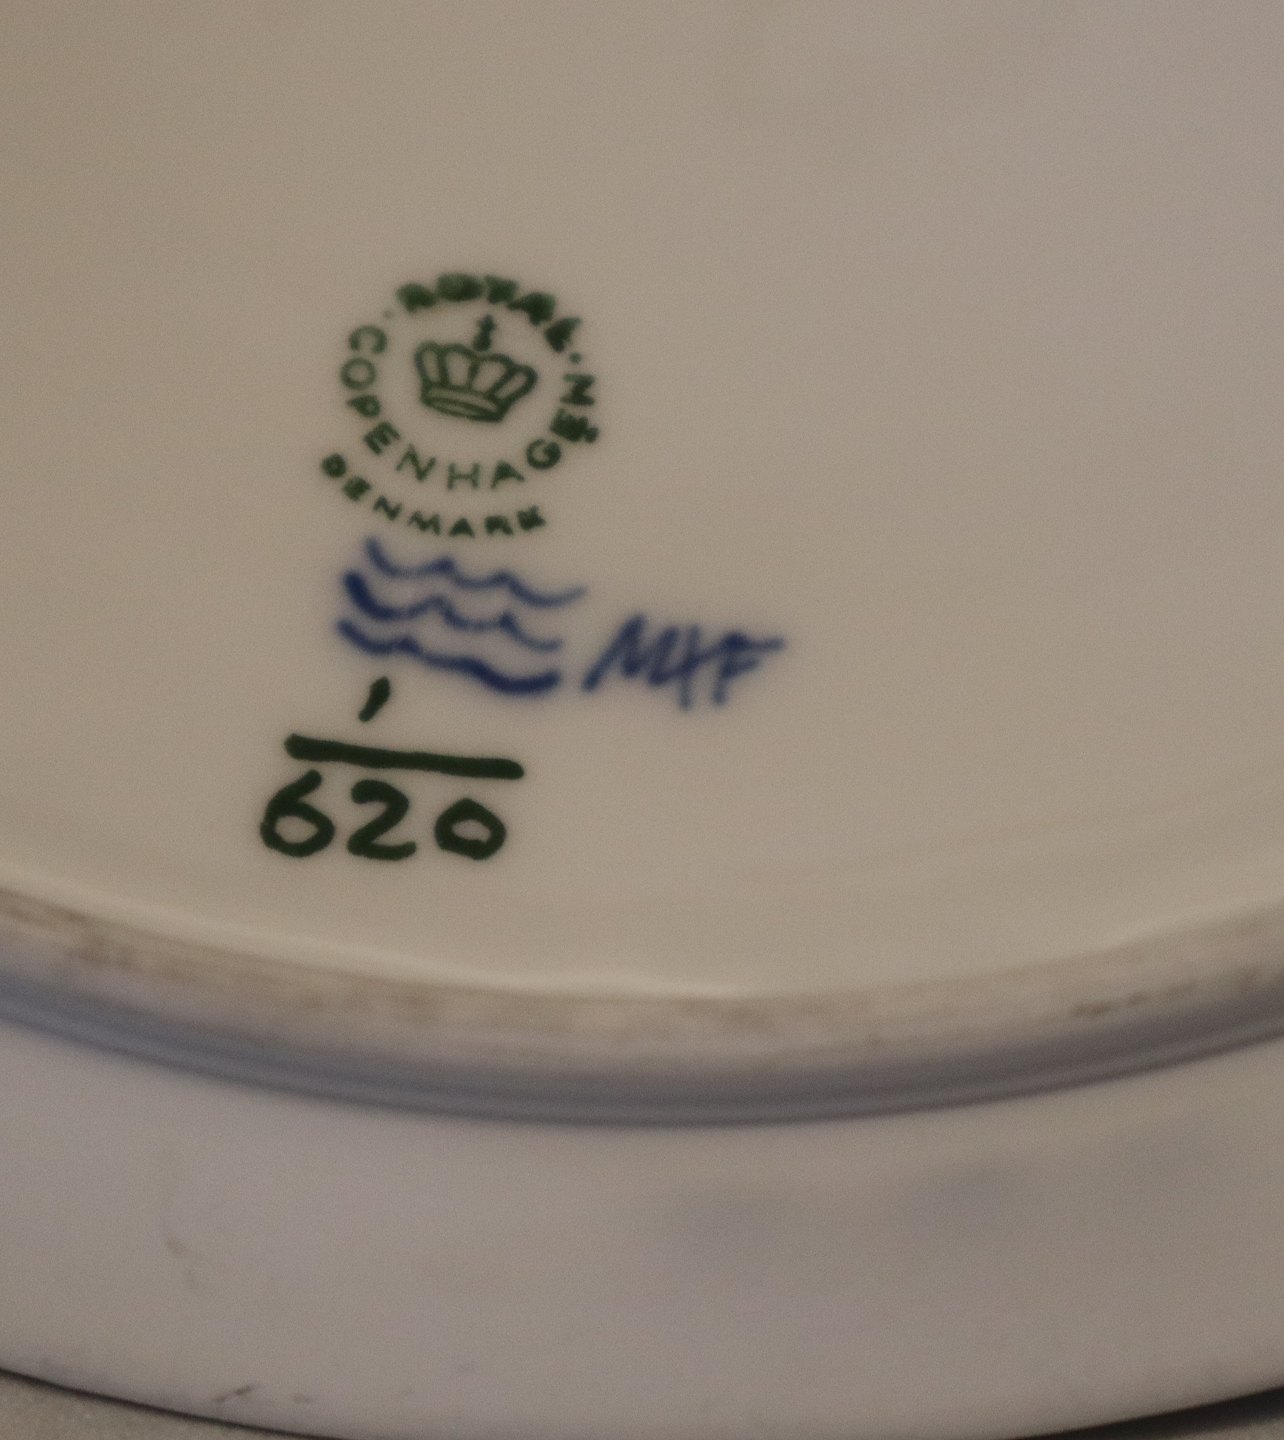 ROYAL
COPENHAGEN
DENMARK
1
620